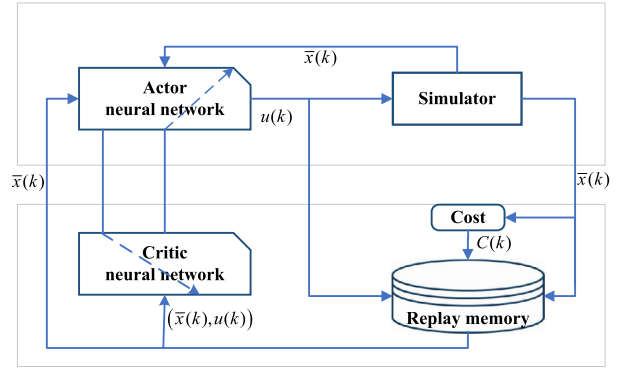 x̅(k)
Actor
neural network
u(k)
Simulator
x̅(k)
x̅(k)
Cost
C(k)
Critic
neural network
Replay memory
(x̅(k),u(k))